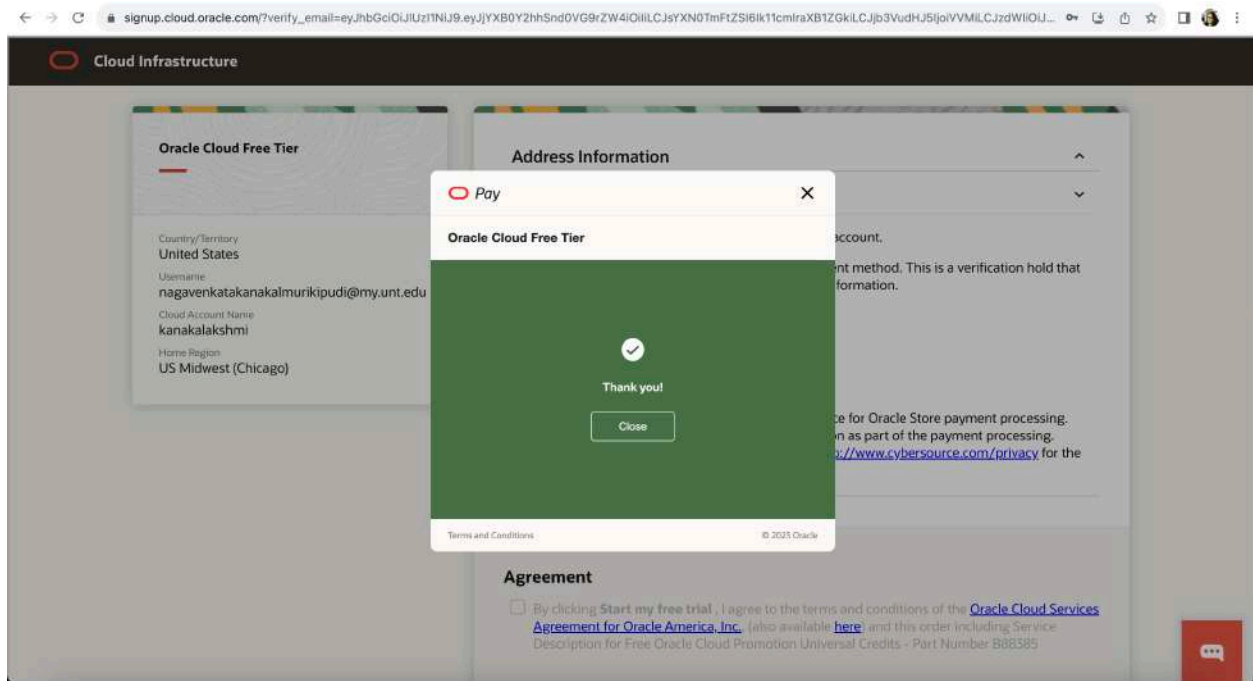 signup.cloud.oracle.com/?verify_email=eyJhbGciOiJIUzI1NiJ9.eyJjYXB0Y2hhSnd0VG9rZW4iOiIiLCJsYXN0TmFtZSI6Ik11cmlraXB1ZGkiLCJjb3VudHJ5IjoiVVMiLCJzdWIiOiJ...
Cloud Infrastructure
Oracle Cloud Free Tier
Country/Territory
United States
Username
nagavenkatakanakalmurikipudi@my.unt.edu
Cloud Account Name
kanakalakshmi
Home Region
US Midwest (Chicago)
Address Information
account.
nt method. This is a verification hold that
formation.
e for Oracle Store payment processing.
n as part of the payment processing.
://www.cybersource.com/privacy for the
Pay
Oracle Cloud Free Tier
Thank you!
Close
Terms and Conditions
© 2023 Oracle
Agreement
By clicking Start my free trial , I agree to the terms and conditions of the Oracle Cloud Services
Agreement for Oracle America, Inc. (also available here) and this order including Service
Description for Free Oracle Cloud Promotion Universal Credits - Part Number B88385